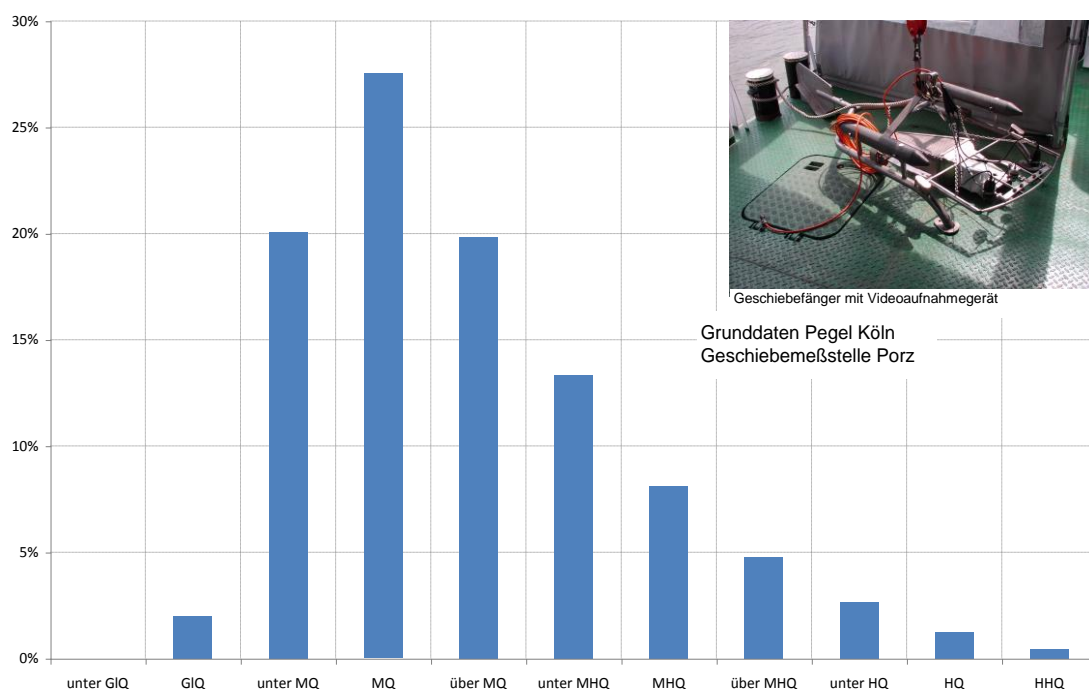 30%
25%
20%
15%
10%
5%
0%
Geschiebefänger mit Videoaufnahmegerät
Grunddaten Pegel Köln
Geschiebemeßstelle Porz
unter GlQ GlQ unter MQ MQ über MQ unter MHQ MHQ über MHQ unter HQ HQ HHQ